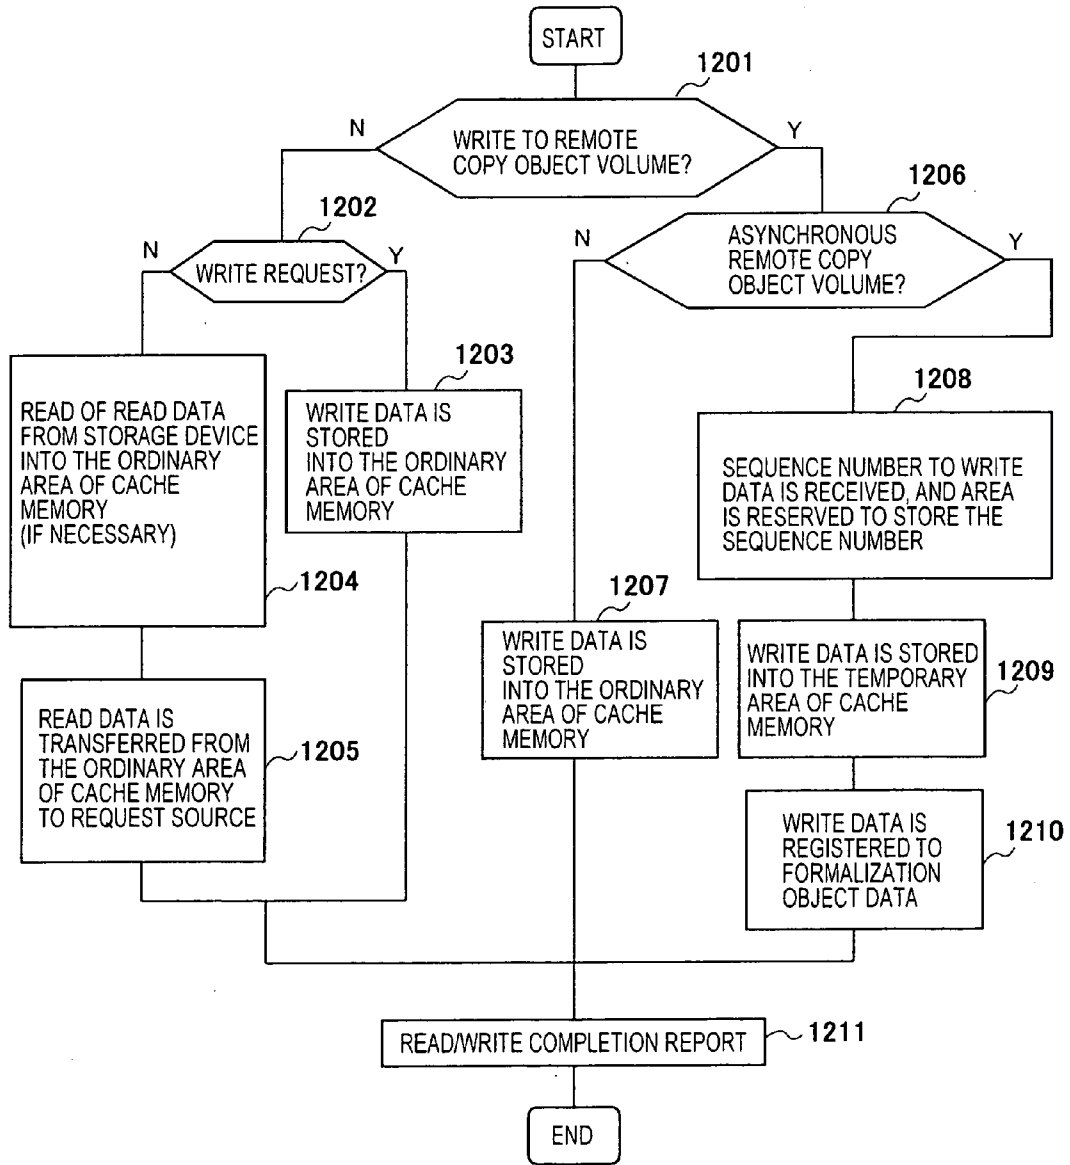 START
1201
WRITE TO REMOTE
COPY OBJECT VOLUME?
N
Y
1202
WRITE REQUEST?
N
Y
1206
ASYNCHRONOUS
REMOTE COPY
OBJECT VOLUME?
N
Y
READ OF READ DATA
FROM STORAGE DEVICE
INTO THE ORDINARY
AREA OF CACHE
MEMORY
(IF NECESSARY)
1204
1203
WRITE DATA IS
STORED
INTO THE ORDINARY
AREA OF CACHE
MEMORY
1208
SEQUENCE NUMBER TO WRITE
DATA IS RECEIVED, AND AREA
IS RESERVED TO STORE THE
SEQUENCE NUMBER
1207
WRITE DATA IS
STORED
INTO THE ORDINARY
AREA OF CACHE
MEMORY
WRITE DATA IS STORED
INTO THE TEMPORARY
AREA OF CACHE
MEMORY
1209
READ DATA IS
TRANSFERRED FROM
THE ORDINARY AREA
OF CACHE MEMORY
TO REQUEST SOURCE
1205
WRITE DATA IS
REGISTERED TO
FORMALIZATION
OBJECT DATA
1210
READ/WRITE COMPLETION REPORT
1211
END